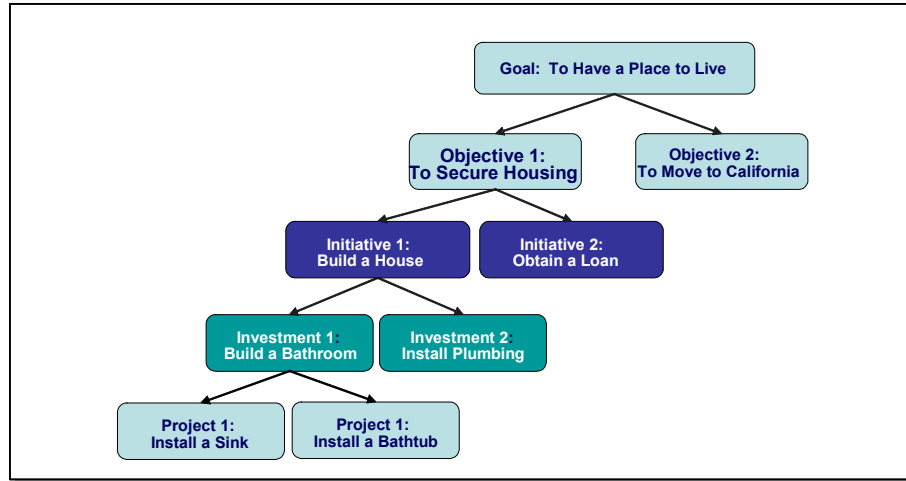 Goal:  To Have a Place to Live
Objective 1:
To Secure Housing
Objective 2:
To Move to California
Initiative 1:
Build a House
Initiative 2:
Obtain a Loan
Investment 1:
Build a Bathroom
Investment 2:
Install Plumbing
Project 1:
Install a Sink
Project 1:
Install a Bathtub